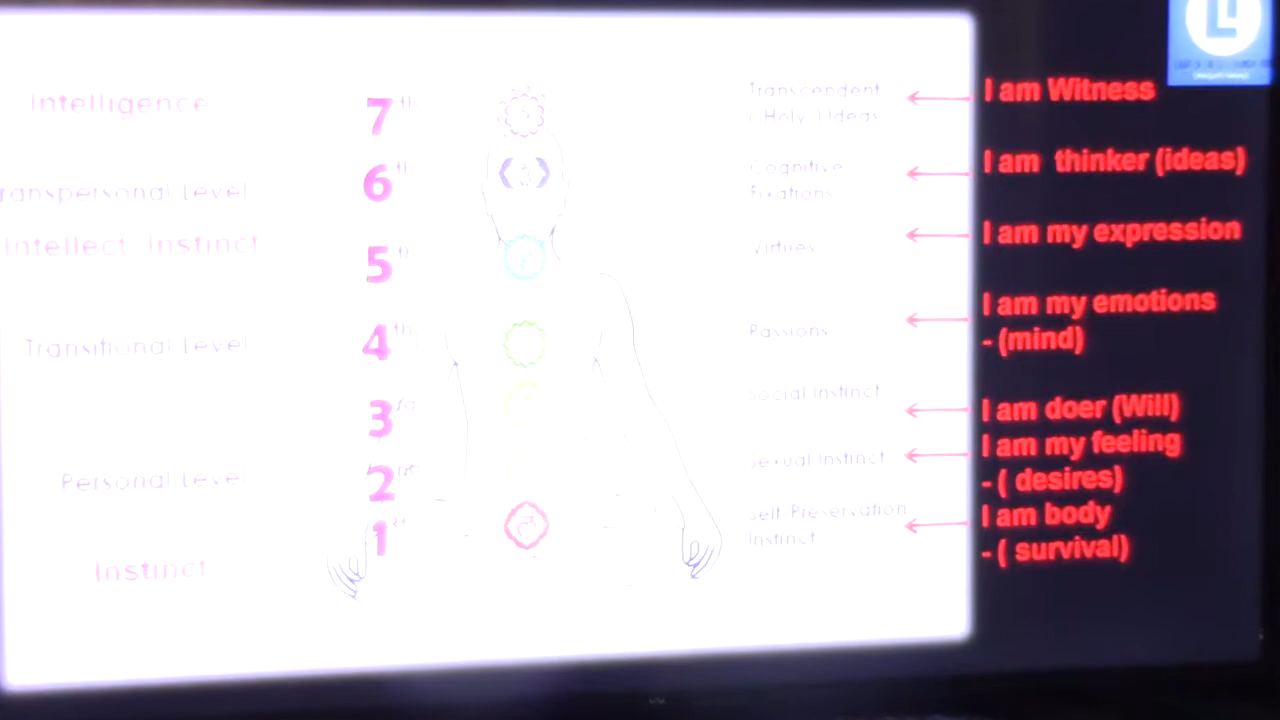 Intelligence
7th
Transcendent
( Holy ) Ideas
I am Witness
6th
Cognitive
Fixations
I am thinker (ideas)
ranspersonal Level
Intellect Instinct
5th
Virtues
I am my expression
4th
Transitional Level
Passions
I am my emotions
- (mind)
3rd
Social Instinct
I am doer (Will)
2nd
Personal Level
Sexual Instinct
I am my feeling
- ( desires)
1st
Self-Preservation
Instinct
I am body
- ( survival)
Instinct